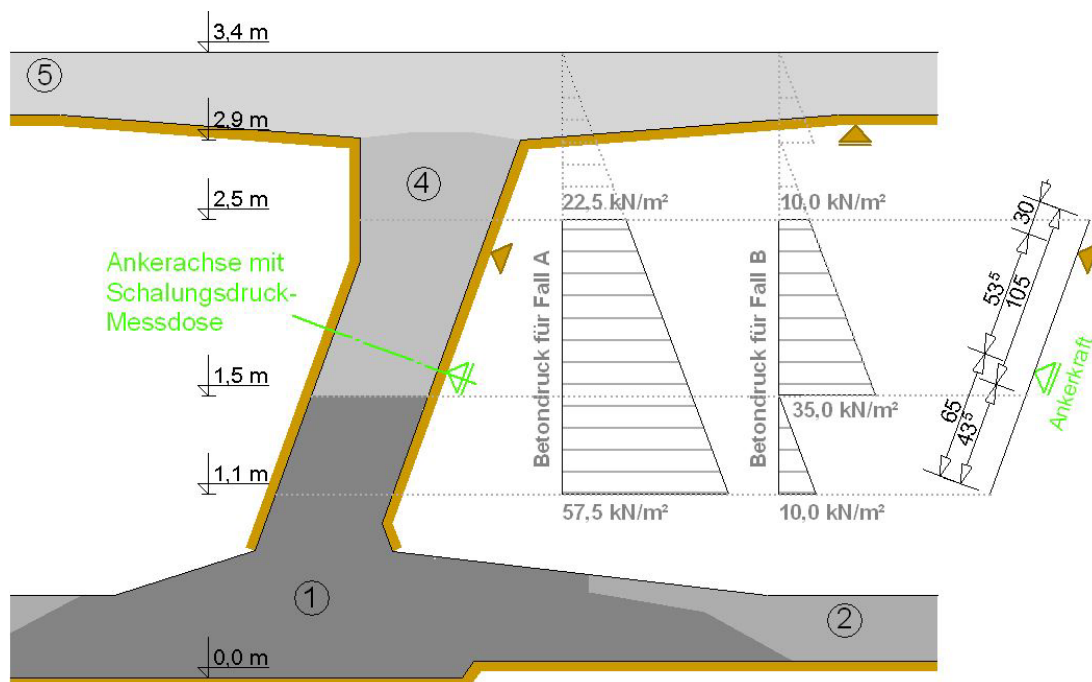 3,4 m
5
2,9 m
4
2,5 m
22,5 kN/m²
10,0 kN/m²
30
53⁵
105
Ankerachse mit
Schalungsdruck-
Messdose
Betondruck für Fall A
Betondruck für Fall B
Ankerkraft
1,5 m
35,0 kN/m²
65
43⁵
1,1 m
57,5 kN/m²
10,0 kN/m²
1
2
0,0 m